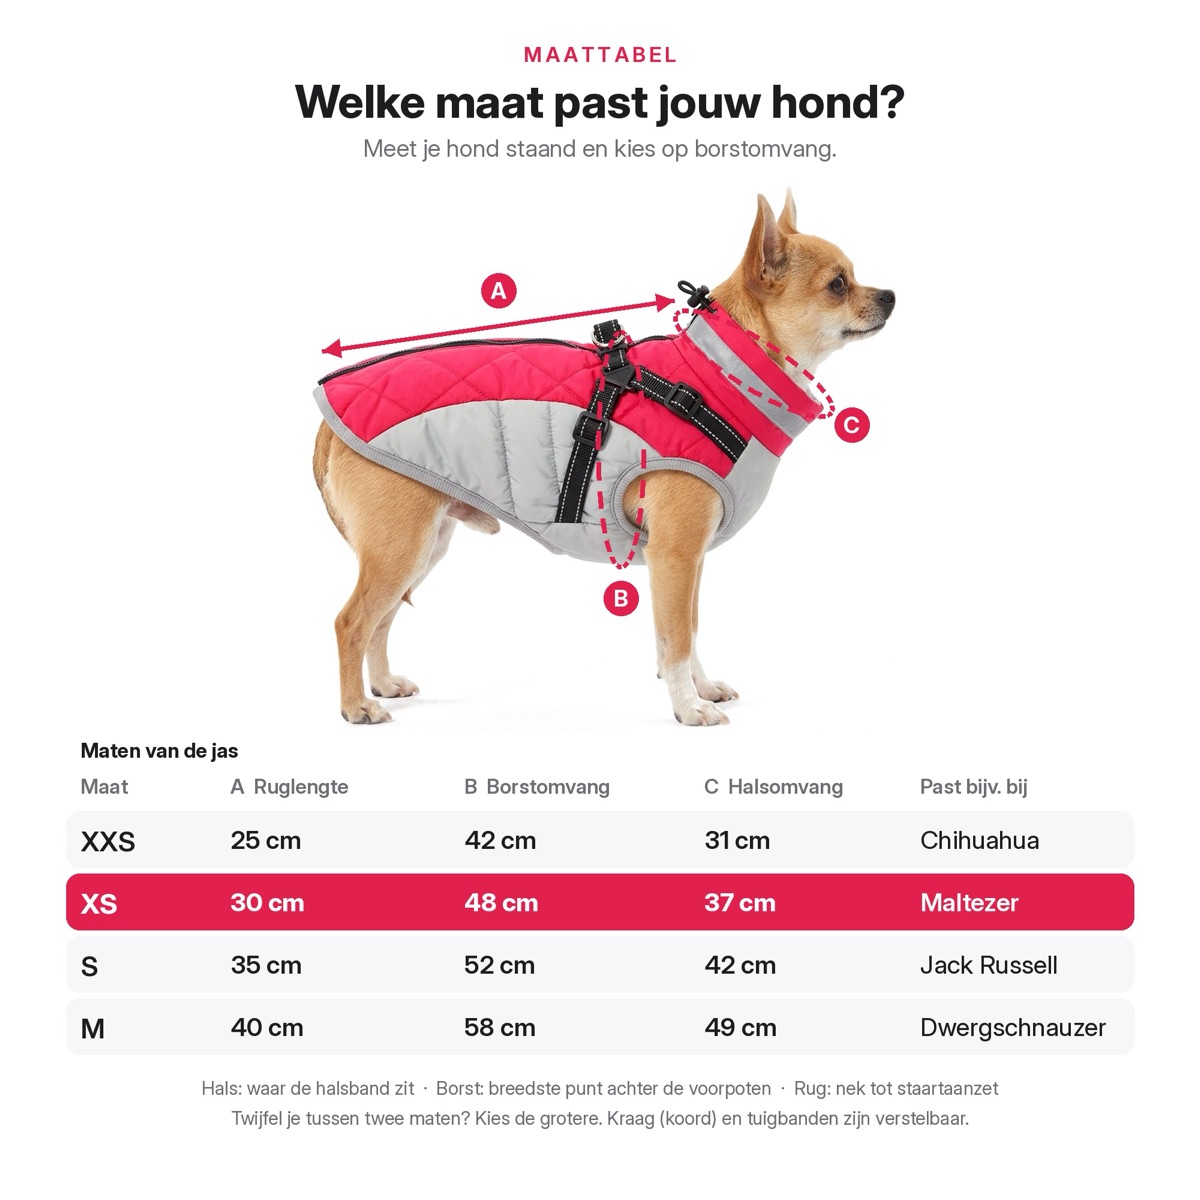 MAATTABEL
Welke maat past jouw hond?
Meet je hond staand en kies op borstomvang.
A
C
B
Maten van de jas
Maat A Ruglengte B Borstomvang C Halsomvang Past bijv. bij
XXS 25 cm 42 cm 31 cm Chihuahua
XS 30 cm 48 cm 37 cm Maltezer
S 35 cm 52 cm 42 cm Jack Russell
M 40 cm 58 cm 49 cm Dwergschnauzer
Hals: waar de halsband zit · Borst: breedste punt achter de voorpoten · Rug: nek tot staartaanzet
Twijfel je tussen twee maten? Kies de grotere. Kraag (koord) en tuigbanden zijn verstelbaar.